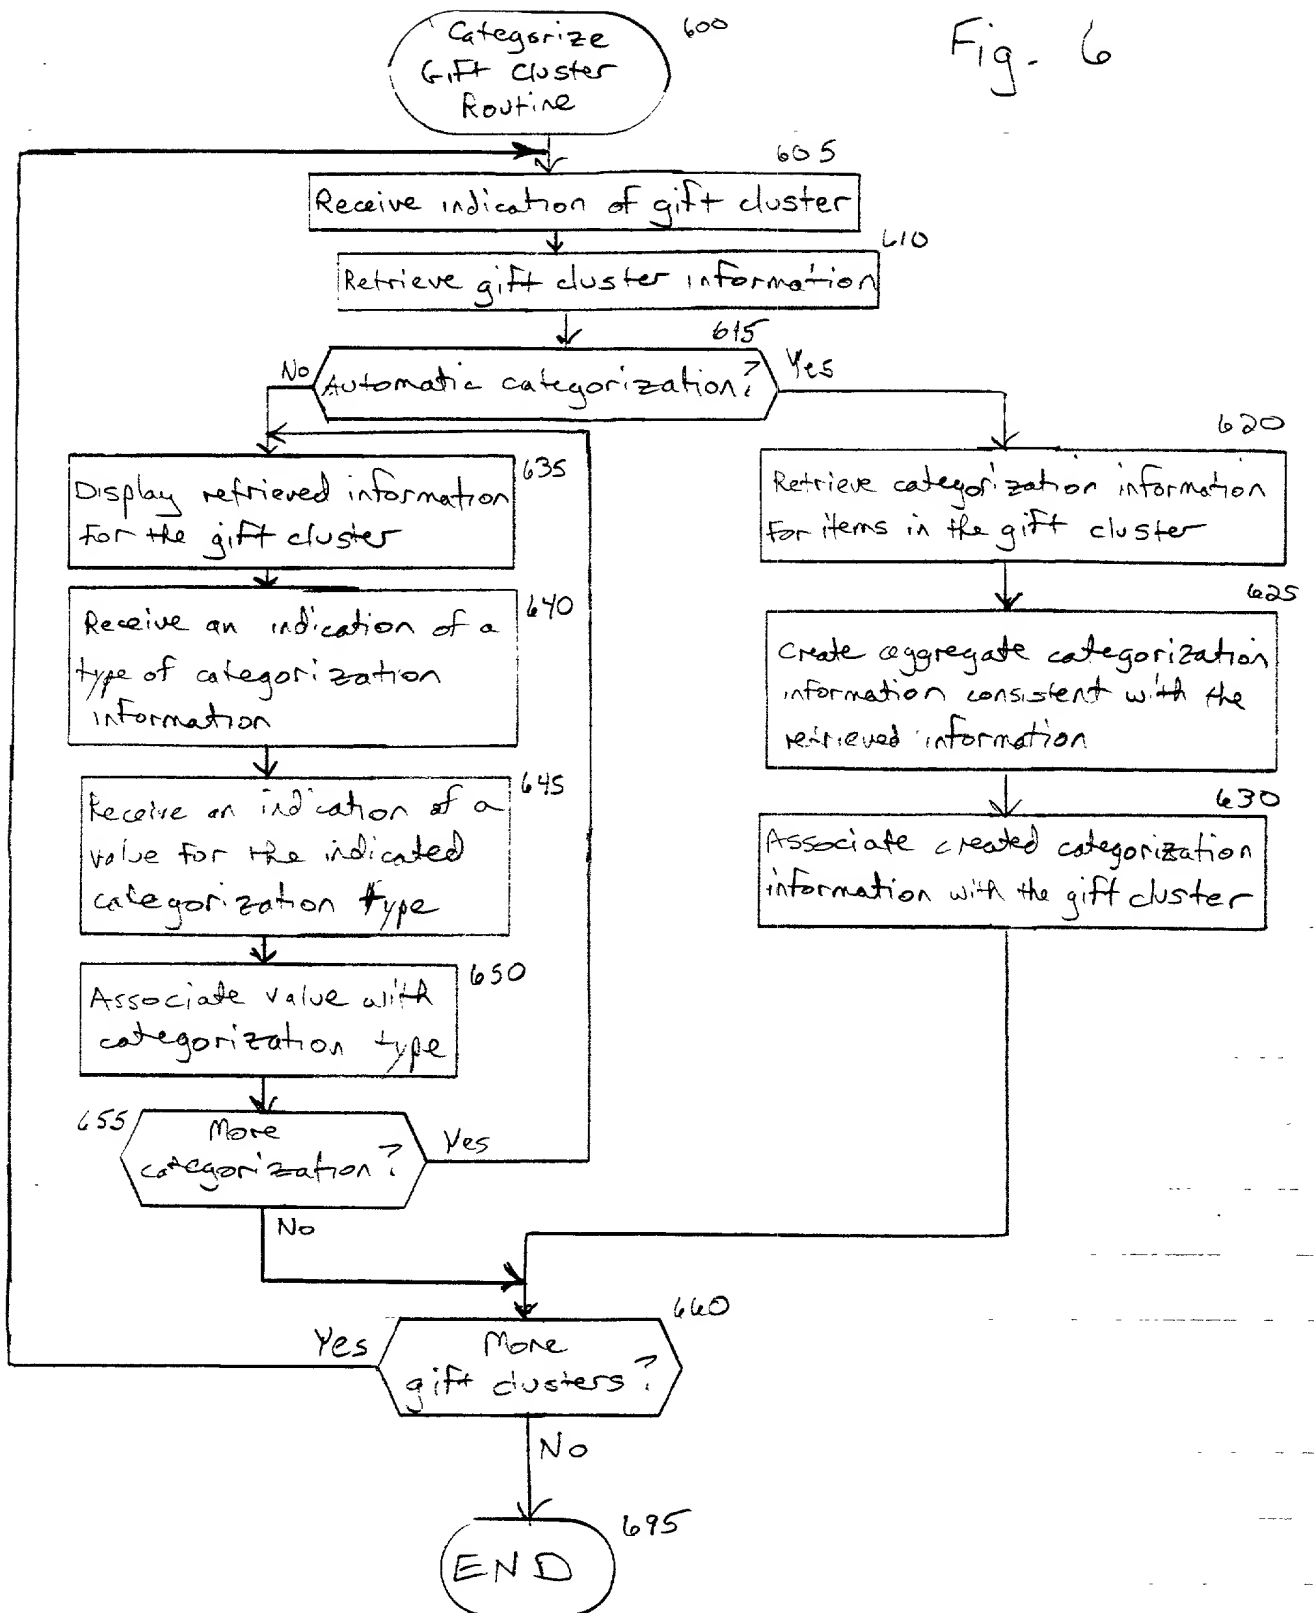 Fig. 6
600
Categorize
Gift cluster
Routine
605
Receive indication of gift cluster
610
Retrieve gift cluster information
615
No
Automatic categorization?
Yes
635
Display retrieved information
for the gift cluster
640
Receive an indication of a
type of categorization
information
645
Receive an indication of a
value for the indicated
categorization type
650
Associate value with
categorization type
655
More
categorization?
Yes
No
620
Retrieve categorization information
for items in the gift cluster
625
Create aggregate categorization
information consistent with the
retrieved information
630
Associate created categorization
information with the gift cluster
660
Yes
More
gift clusters?
No
695
END